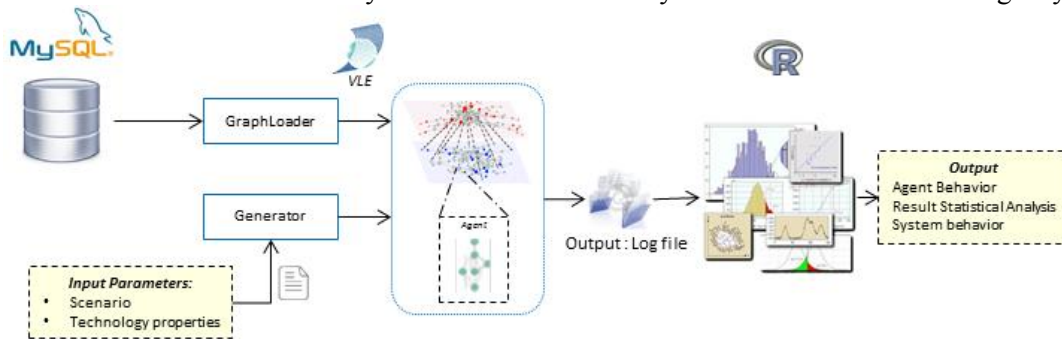 MySQL
VLE
R
GraphLoader
Generator
Agent
Input Parameters:
• Scenario
• Technology properties
Output : Log file
Output
Agent Behavior
Result Statistical Analysis
System behavior